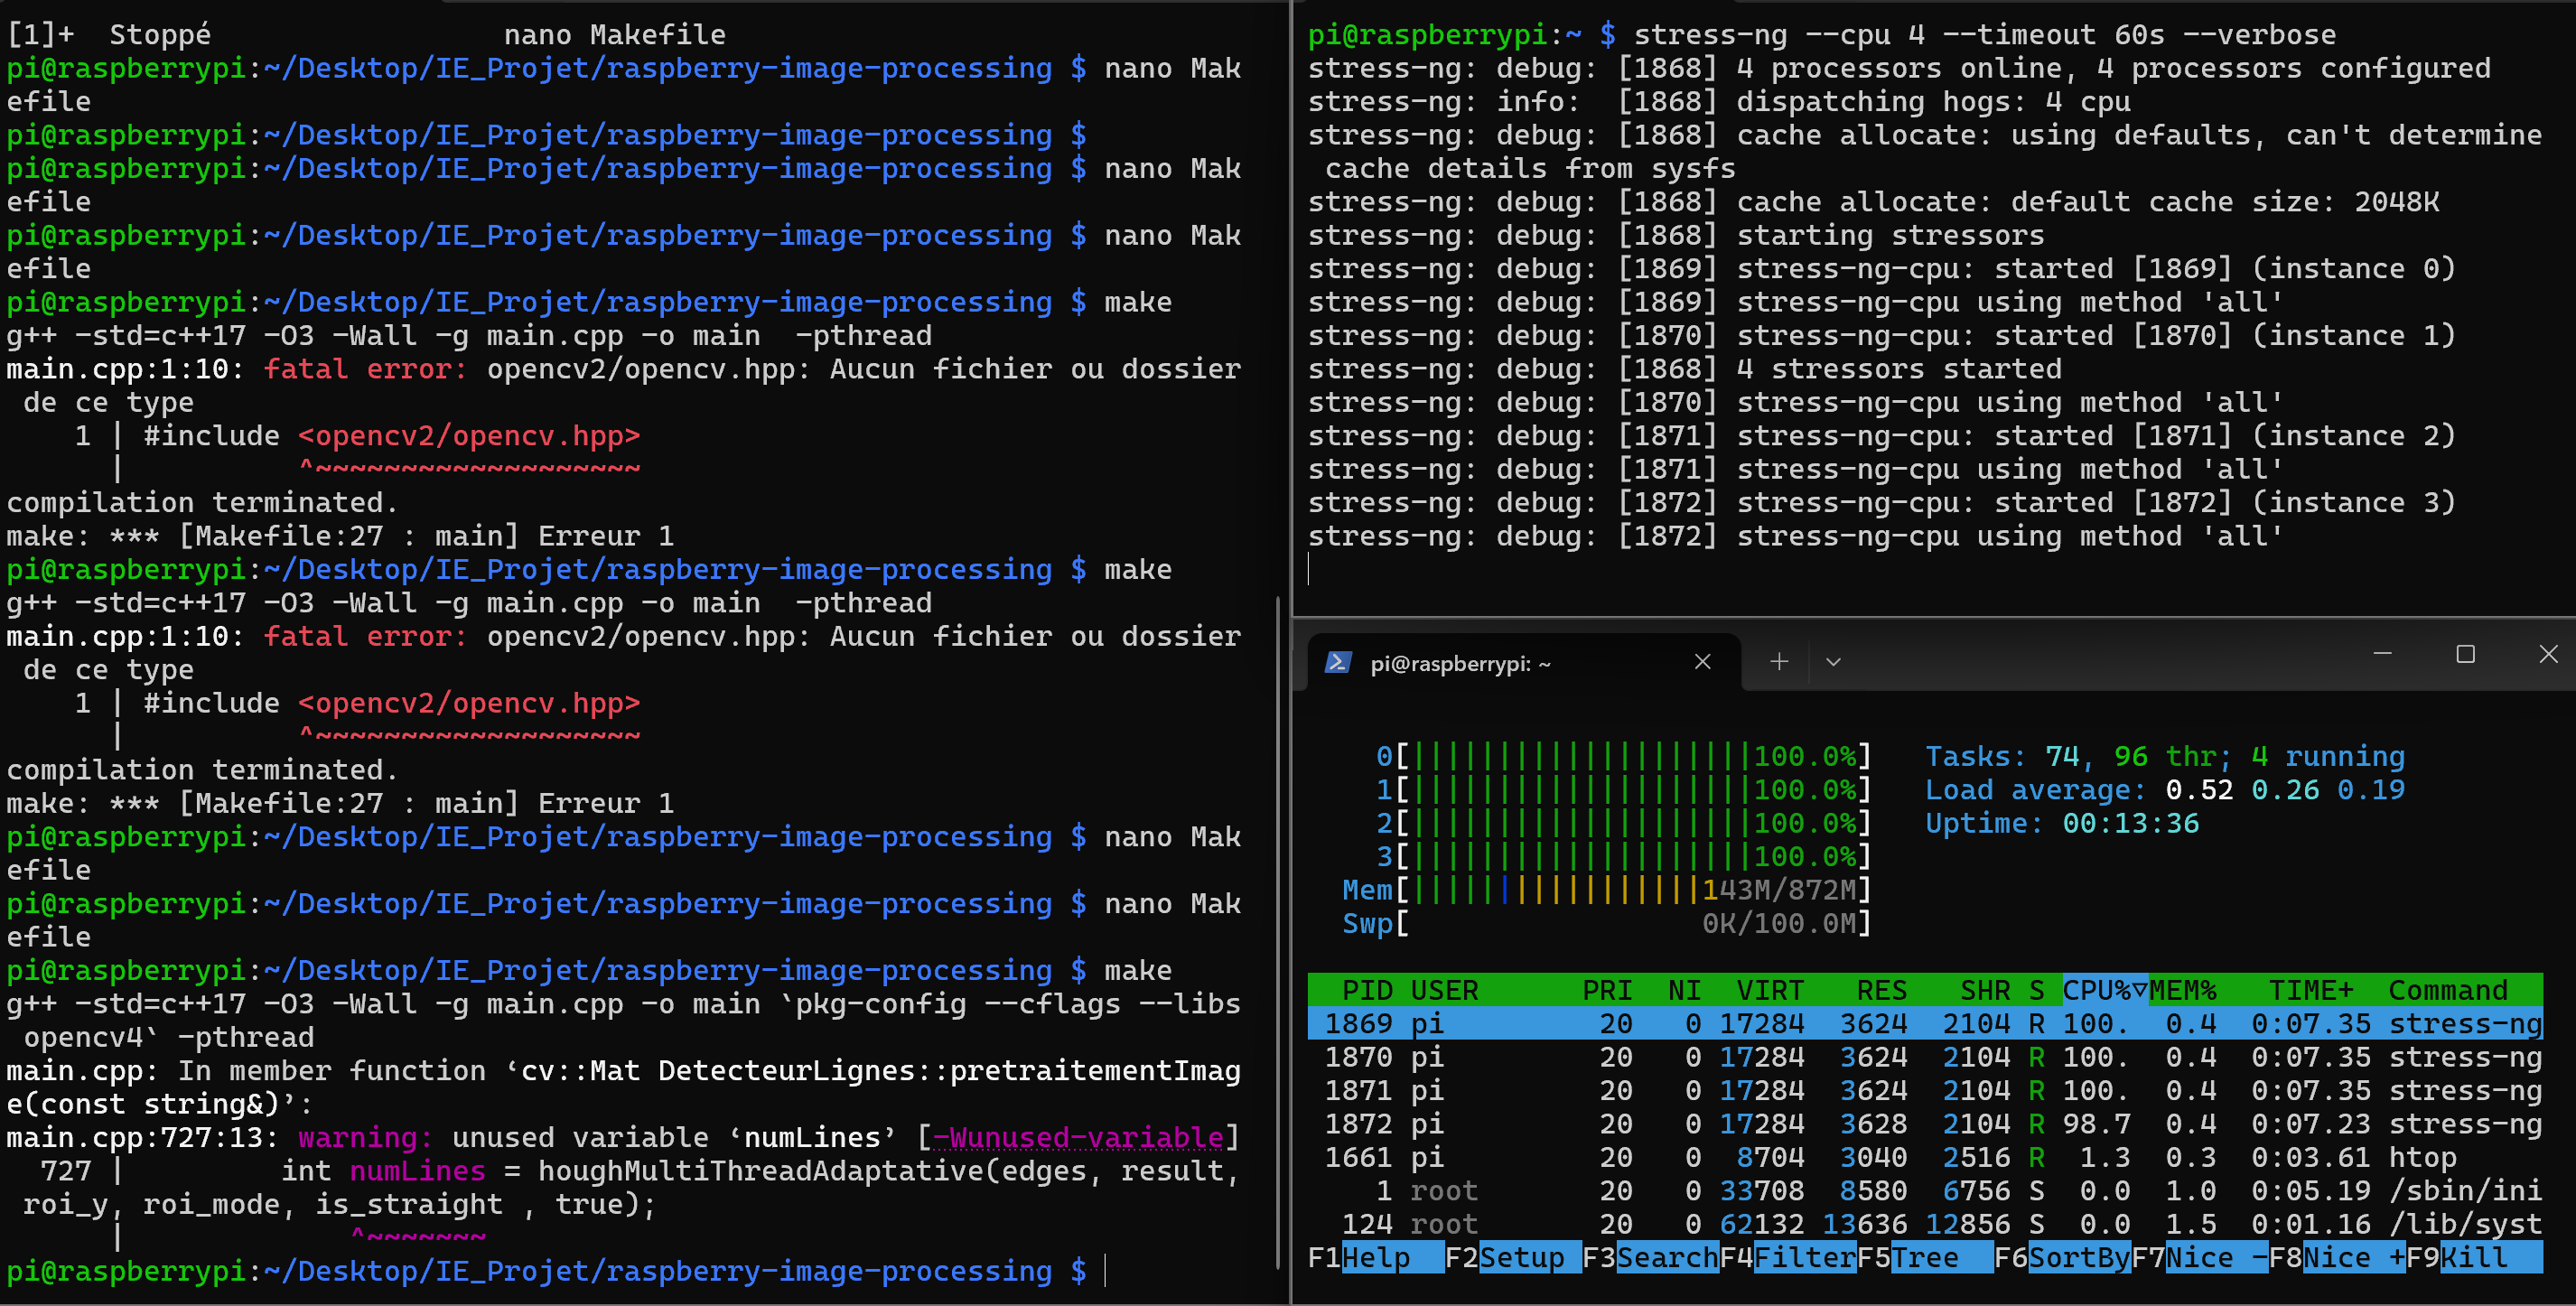 [1]+  Stoppé                 nano Makefile
pi@raspberrypi:~/Desktop/IE_Projet/raspberry-image-processing $ nano Mak
efile
pi@raspberrypi:~/Desktop/IE_Projet/raspberry-image-processing $
pi@raspberrypi:~/Desktop/IE_Projet/raspberry-image-processing $ nano Mak
efile
pi@raspberrypi:~/Desktop/IE_Projet/raspberry-image-processing $ nano Mak
efile
pi@raspberrypi:~/Desktop/IE_Projet/raspberry-image-processing $ make
g++ -std=c++17 -O3 -Wall -g main.cpp -o main  -pthread
main.cpp:1:10: fatal error: opencv2/opencv.hpp: Aucun fichier ou dossier
 de ce type
    1 | #include <opencv2/opencv.hpp>
      |          ^~~~~~~~~~~~~~~~~~~~
compilation terminated.
make: *** [Makefile:27 : main] Erreur 1
pi@raspberrypi:~/Desktop/IE_Projet/raspberry-image-processing $ make
g++ -std=c++17 -O3 -Wall -g main.cpp -o main  -pthread
main.cpp:1:10: fatal error: opencv2/opencv.hpp: Aucun fichier ou dossier
 de ce type
    1 | #include <opencv2/opencv.hpp>
      |          ^~~~~~~~~~~~~~~~~~~~
compilation terminated.
make: *** [Makefile:27 : main] Erreur 1
pi@raspberrypi:~/Desktop/IE_Projet/raspberry-image-processing $ nano Mak
efile
pi@raspberrypi:~/Desktop/IE_Projet/raspberry-image-processing $ nano Mak
efile
pi@raspberrypi:~/Desktop/IE_Projet/raspberry-image-processing $ make
g++ -std=c++17 -O3 -Wall -g main.cpp -o main `pkg-config --cflags --libs
 opencv4` -pthread
main.cpp: In member function ‘cv::Mat DetecteurLignes::pretraitementImag
e(const string&)’:
main.cpp:727:13: warning: unused variable ‘numLines’ [-Wunused-variable]
  727 |         int numLines = houghMultiThreadAdaptative(edges, result,
 roi_y, roi_mode, is_straight , true);
      |             ^~~~~~~~
pi@raspberrypi:~/Desktop/IE_Projet/raspberry-image-processing $
pi@raspberrypi:~ $ stress-ng --cpu 4 --timeout 60s --verbose
stress-ng: debug: [1868] 4 processors online, 4 processors configured
stress-ng: info:  [1868] dispatching hogs: 4 cpu
stress-ng: debug: [1868] cache allocate: using defaults, can't determine
 cache details from sysfs
stress-ng: debug: [1868] cache allocate: default cache size: 2048K
stress-ng: debug: [1868] starting stressors
stress-ng: debug: [1869] stress-ng-cpu: started [1869] (instance 0)
stress-ng: debug: [1869] stress-ng-cpu using method 'all'
stress-ng: debug: [1870] stress-ng-cpu: started [1870] (instance 1)
stress-ng: debug: [1868] 4 stressors started
stress-ng: debug: [1870] stress-ng-cpu using method 'all'
stress-ng: debug: [1871] stress-ng-cpu: started [1871] (instance 2)
stress-ng: debug: [1871] stress-ng-cpu using method 'all'
stress-ng: debug: [1872] stress-ng-cpu: started [1872] (instance 3)
stress-ng: debug: [1872] stress-ng-cpu using method 'all'
pi@raspberrypi: ~
0[||||||||||||||||||||100.0%]   Tasks: 74, 96 thr; 4 running
1[||||||||||||||||||||100.0%]   Load average: 0.52 0.26 0.19
2[||||||||||||||||||||100.0%]   Uptime: 00:13:36
3[||||||||||||||||||||100.0%]
Mem[|||||||||||||||||143M/872M]
Swp[                 0K/100.0M]
PID USER      PRI  NI  VIRT   RES   SHR S CPU%▽MEM%   TIME+  Command
1869 pi         20   0 17284  3624  2104 R 100.  0.4  0:07.35 stress-ng
1870 pi         20   0 17284  3624  2104 R 100.  0.4  0:07.35 stress-ng
1871 pi         20   0 17284  3624  2104 R 100.  0.4  0:07.35 stress-ng
1872 pi         20   0 17284  3628  2104 R 98.7  0.4  0:07.23 stress-ng
1661 pi         20   0  8704  3040  2516 R  1.3  0.3  0:03.61 htop
1 root       20   0 33708  8580  6756 S  0.0  1.0  0:05.19 /sbin/ini
124 root       20   0 62132 13636 12856 S  0.0  1.5  0:01.16 /lib/syst
F1Help  F2Setup F3SearchF4FilterF5Tree  F6SortByF7Nice -F8Nice +F9Kill